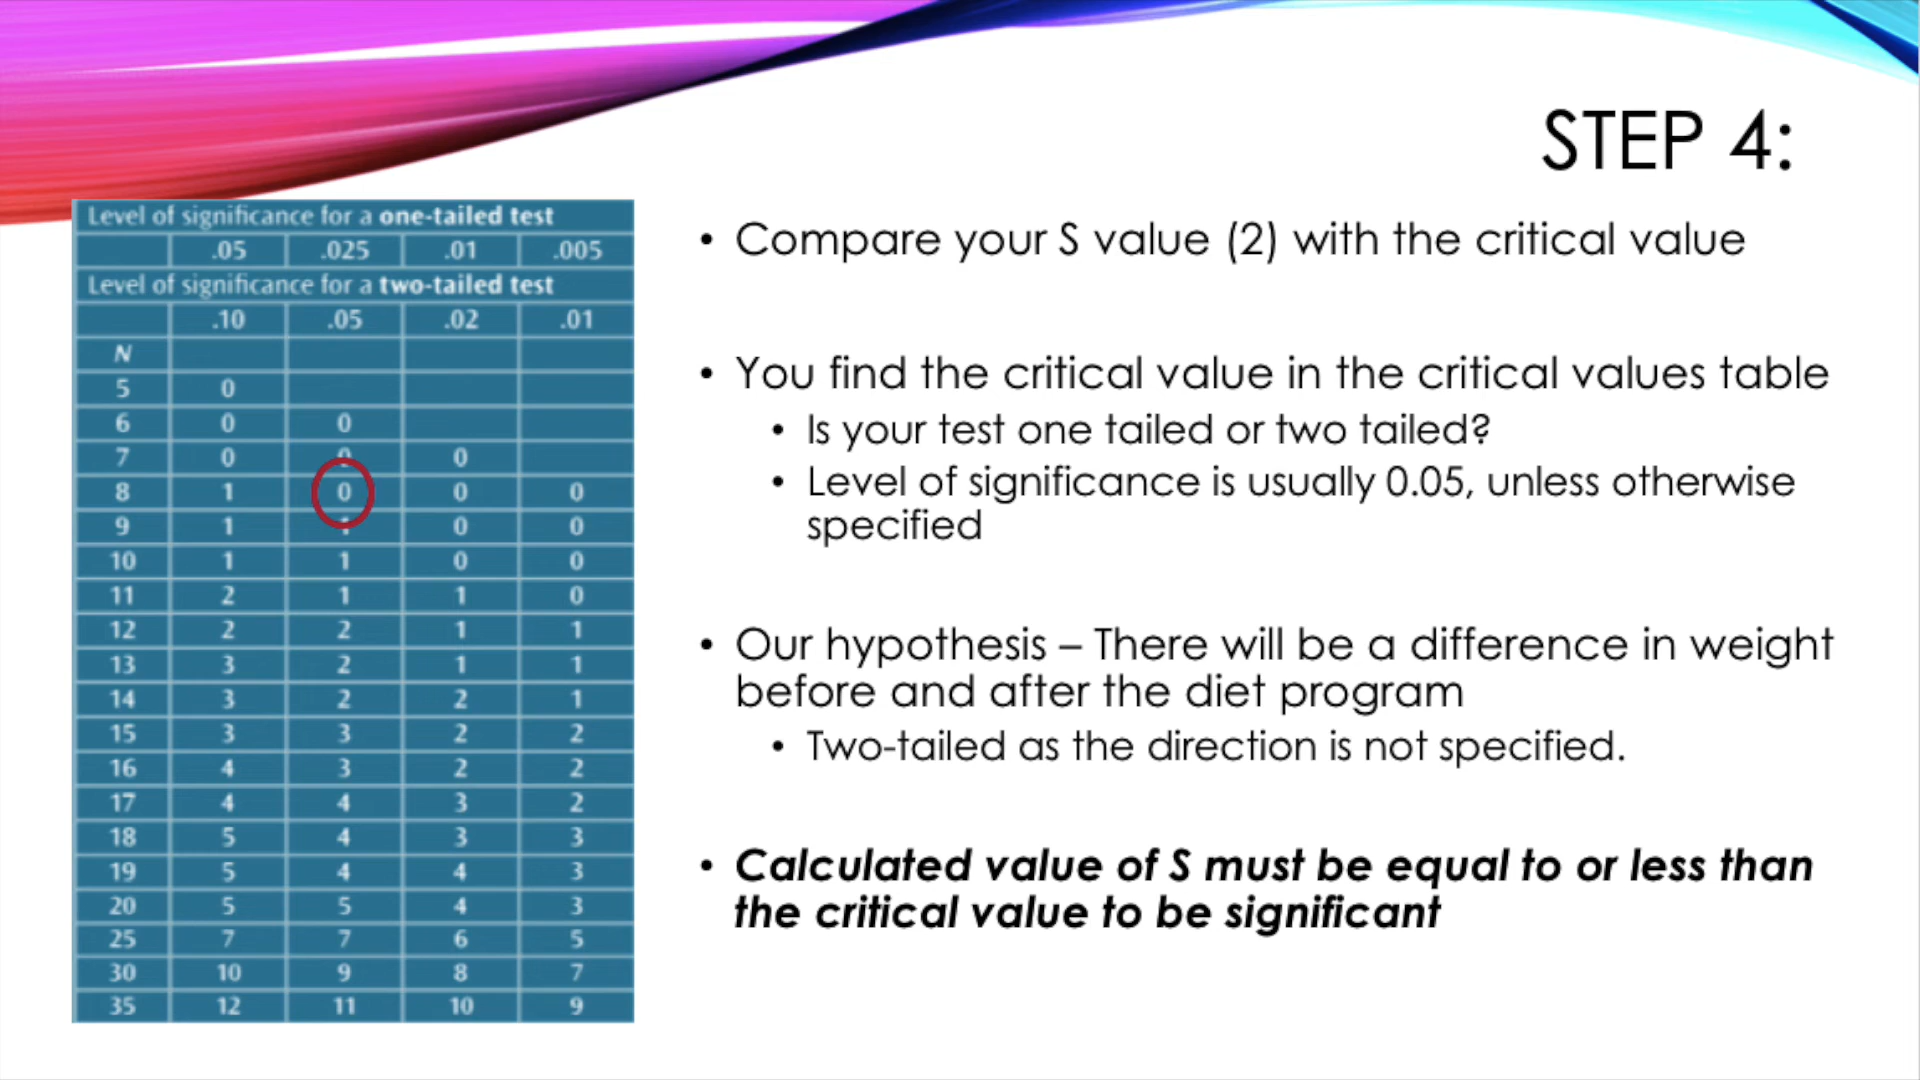 STEP 4:
Level of significance for a one-tailed test
.05 .025 .01 .005
Level of significance for a two-tailed test
.10 .05 .02 .01
N
5 0
6 0 0
7 0 0 0
8 1 0 0 0
9 1 1 0 0
10 1 1 0 0
11 2 1 1 0
12 2 2 1 1
13 3 2 1 1
14 3 2 2 1
15 3 3 2 2
16 4 3 2 2
17 4 4 3 2
18 5 4 3 3
19 5 4 4 3
20 5 5 4 3
25 7 7 6 5
30 10 9 8 7
35 12 11 10 9
• Compare your S value (2) with the critical value
• You find the critical value in the critical values table
• Is your test one tailed or two tailed?
• Level of significance is usually 0.05, unless otherwise
specified
• Our hypothesis – There will be a difference in weight
before and after the diet program
• Two-tailed as the direction is not specified.
• Calculated value of S must be equal to or less than
the critical value to be significant